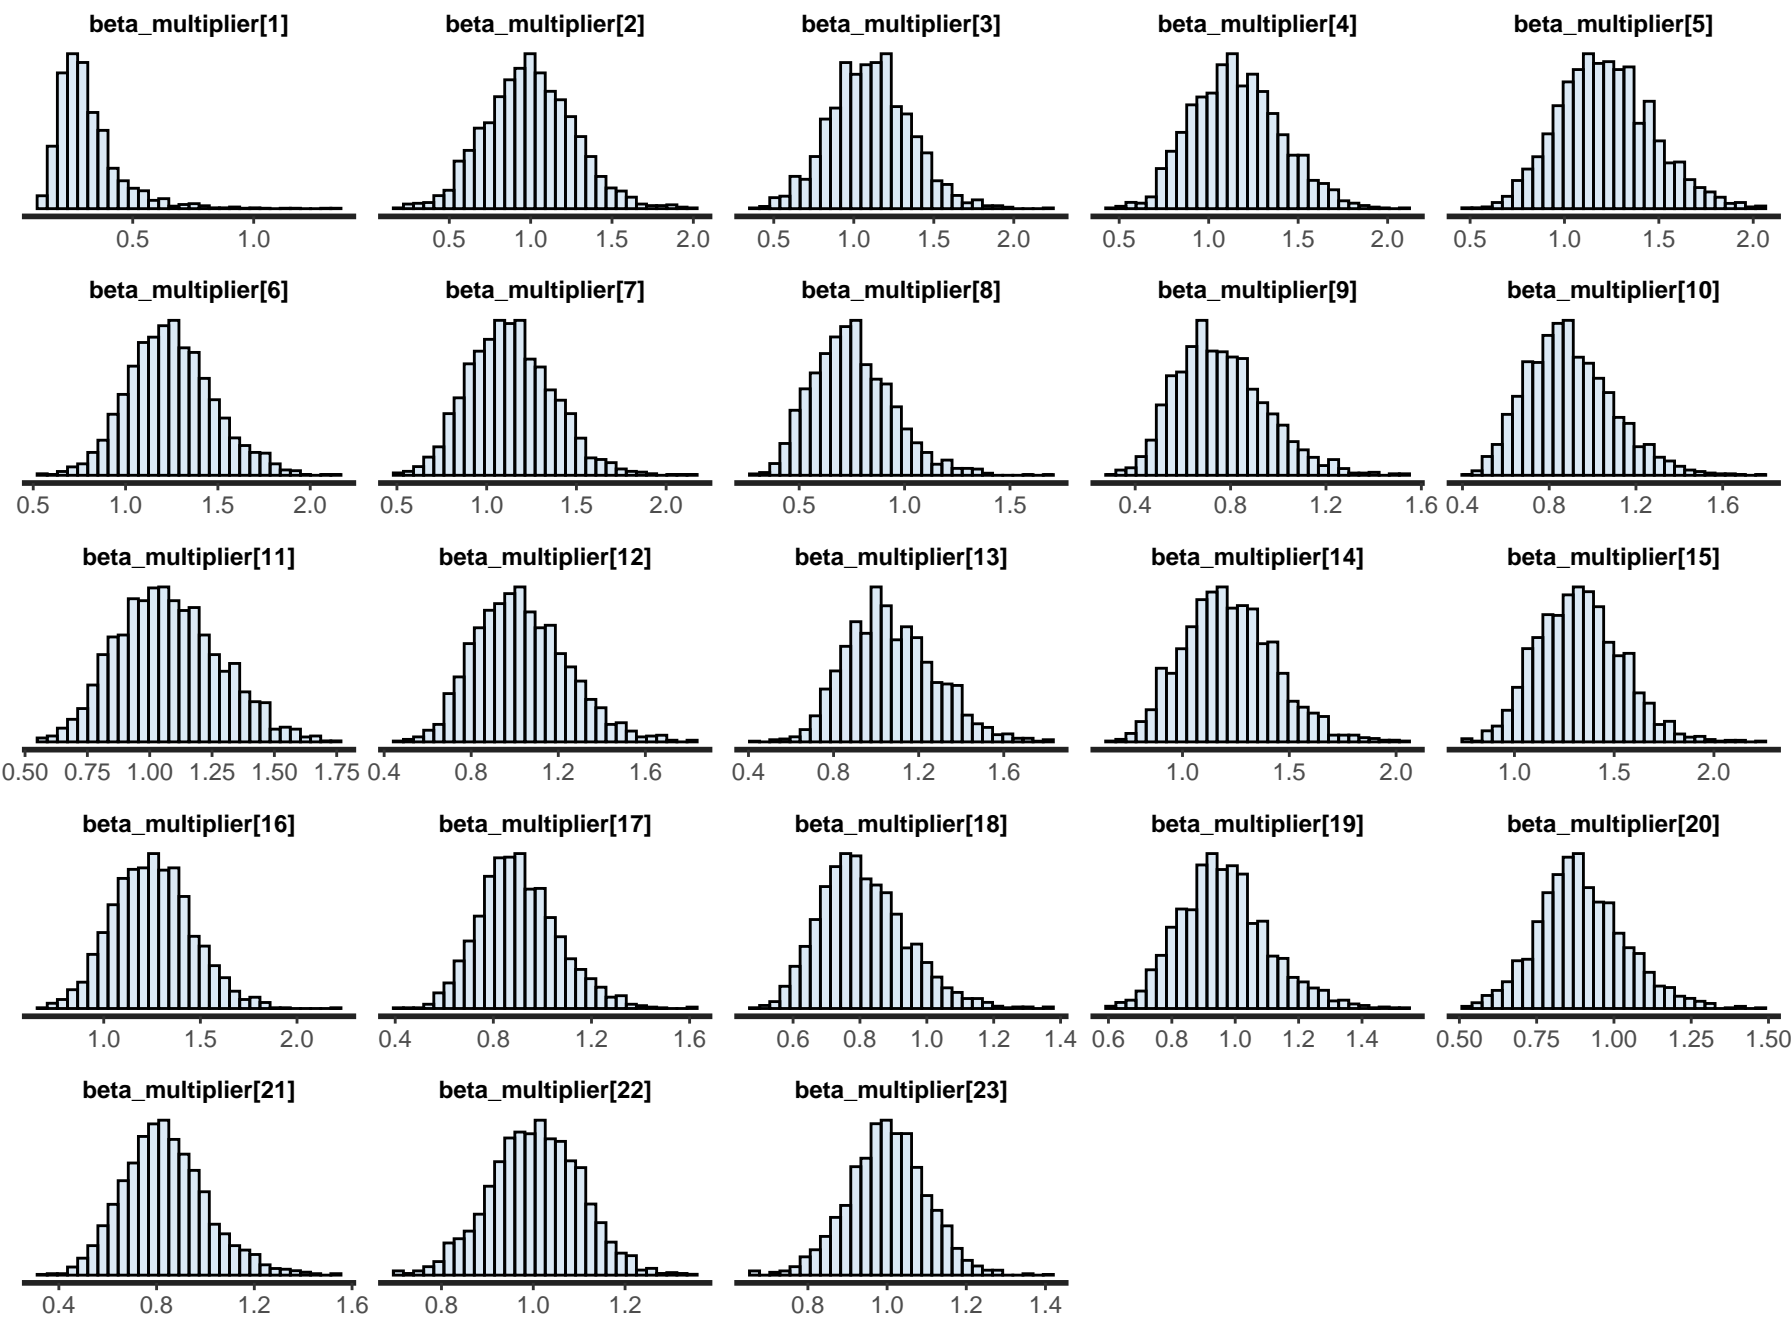 beta_multiplier[1] beta_multiplier[2] beta_multiplier[3] beta_multiplier[4] beta_multiplier[5]
0.5 1.0 0.5 1.0 1.5 2.0 0.5 1.0 1.5 2.0 0.5 1.0 1.5 2.0 0.5 1.0 1.5 2.0
beta_multiplier[6] beta_multiplier[7] beta_multiplier[8] beta_multiplier[9] beta_multiplier[10]
0.5 1.0 1.5 2.0 0.5 1.0 1.5 2.0 0.5 1.0 1.5 0.4 0.8 1.2 1.6 0.4 0.8 1.2 1.6
beta_multiplier[11] beta_multiplier[12] beta_multiplier[13] beta_multiplier[14] beta_multiplier[15]
0.50 0.75 1.00 1.25 1.50 1.75 0.4 0.8 1.2 1.6 0.4 0.8 1.2 1.6 1.0 1.5 2.0 1.0 1.5 2.0
beta_multiplier[16] beta_multiplier[17] beta_multiplier[18] beta_multiplier[19] beta_multiplier[20]
1.0 1.5 2.0 0.4 0.8 1.2 1.6 0.6 0.8 1.0 1.2 1.4 0.6 0.8 1.0 1.2 1.4 0.50 0.75 1.00 1.25 1.50
beta_multiplier[21] beta_multiplier[22] beta_multiplier[23]
0.4 0.8 1.2 1.6 0.8 1.0 1.2 0.8 1.0 1.2 1.4